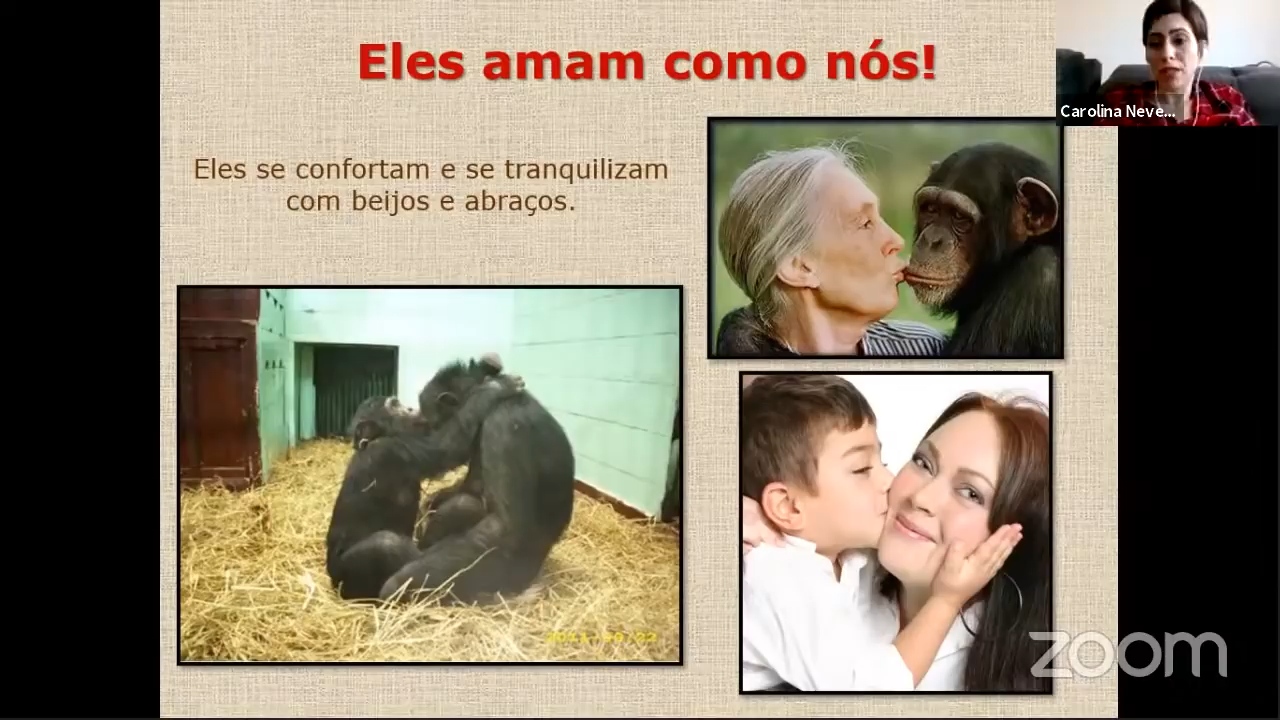 Eles amam como nós!
Carolina Neve...
Eles se confortam e se tranquilizam
com beijos e abraços.
zoom